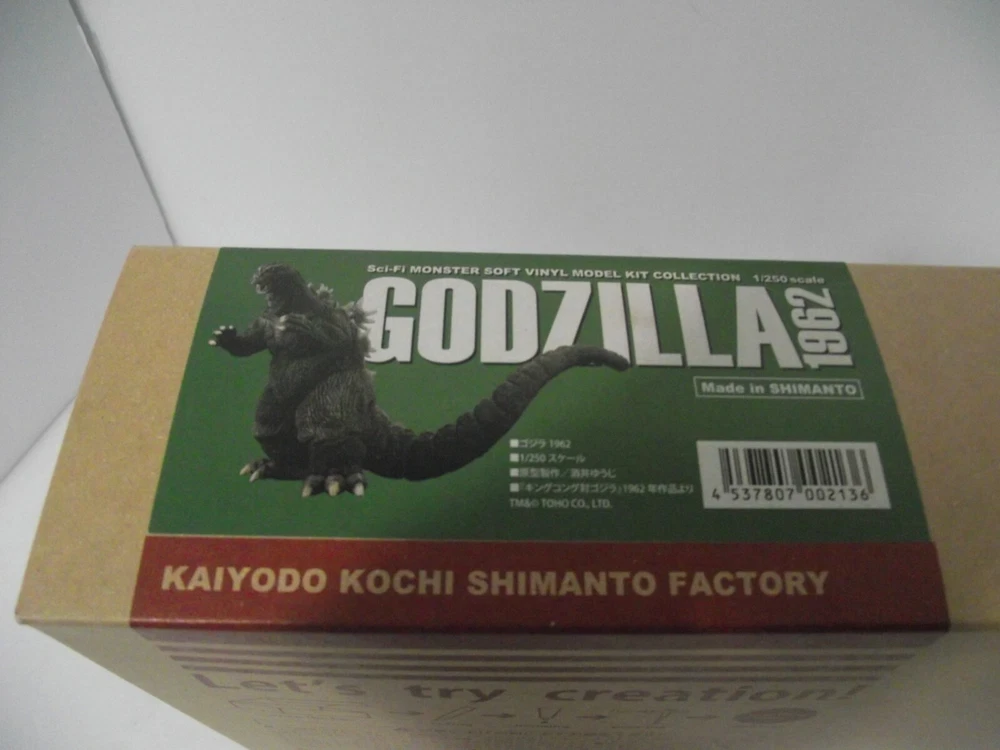 Sci-Fi MONSTER SOFT VINYL MODEL KIT COLLECTION 1/250 scale
GODZILLA 1962
Made in SHIMANTO
■ゴジラ 1962
■1/250 スケール
■原型製作／酒井ゆうじ
■『キングコング対ゴジラ』1962 年作品より
TM&© TOHO CO., LTD.
4 537807 002136
KAIYODO KOCHI SHIMANTO FACTORY
Let's try creation!